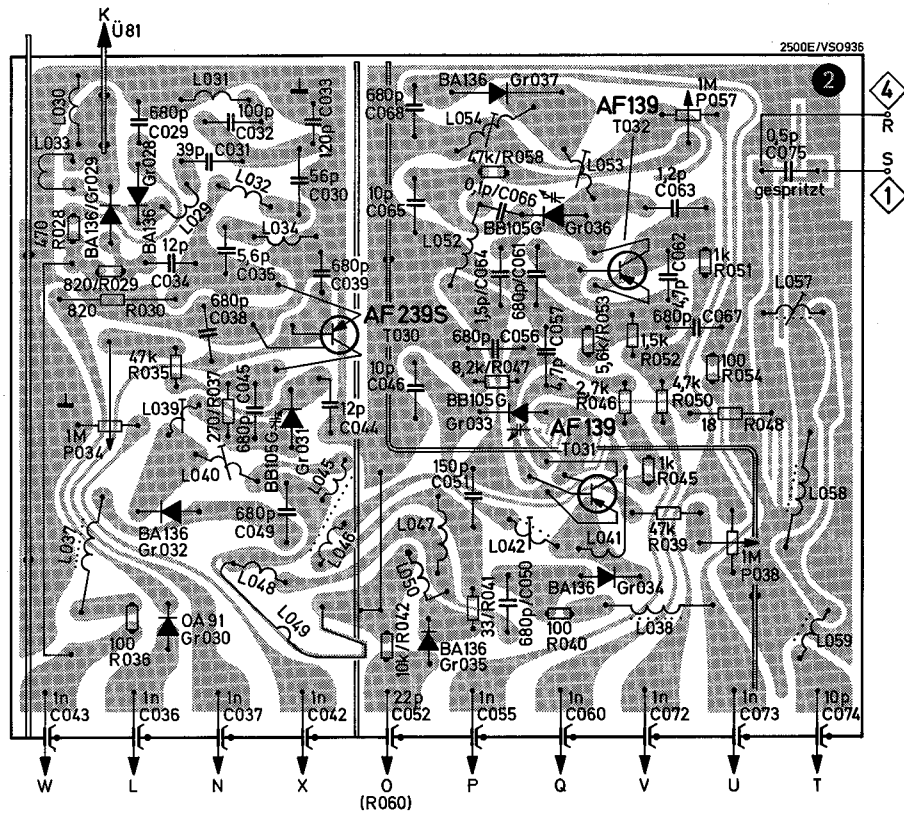 K
Ü81
2500E/VSO936
2
4
R
S
1
L030
L031
680p
C029
100p
C032
C033
120p
L033
39p
C031
56p
C030
L032
L029
Gr028
BA136
BA136/Gr029
470
R028
12p
C034
L034
5,6p
C035
680p
C039
820/R029
820
R030
680p
C038
AF239S
T030
47k
R035
270/R037
C045
680p
BB105G
Gr031
12p
C044
L039
1M
P034
L040
L045
680p
C049
BA136
Gr032
L037
L046
L048
L049
100
R036
OA91
Gr030
680p
C068
BA136
Gr037
L054
AF139
T032
1M
P057
0,5p
C075
gespritzt
47k/R058
L053
1,2p
C063
10p
C065
0,1p/C066
BB105G
Gr036
L052
1,5p/C064
680p/C061
4,7p
C062
1k
R051
L057
680p
C067
680p
C056
4,7p
C057
5,6k/R053
1,5k
R052
100
R054
10p
C046
8,2k/R047
BB105G
Gr033
2,7k
R046
4,7k
R050
18
R048
AF139
T031
150p
C051
1k
R045
L058
L047
L042
L041
47k
R039
1M
P038
L050
BA136
Gr034
33/R041
680p/C050
100
R040
L038
10K/R042
BA136
Gr035
L059
1n
C043
1n
C036
1n
C037
1n
C042
22p
C052
1n
C055
1n
C060
1n
C072
1n
C073
10p
C074
W
L
N
X
O
(R060)
P
Q
V
U
T